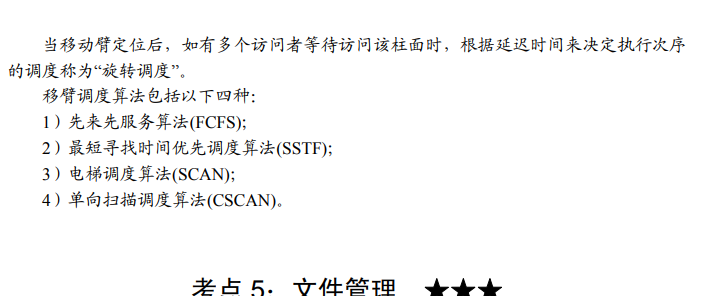 当移动臂定位后，如有多个访问者等待访问该柱面时，根据延迟时间来决定执行次序
的调度称为“旋转调度”。
移臂调度算法包括以下四种：
1）先来先服务算法(FCFS);
2）最短寻找时间优先调度算法(SSTF);
3）电梯调度算法(SCAN);
4）单向扫描调度算法(CSCAN)。
考点 5：文件管理 ★★★